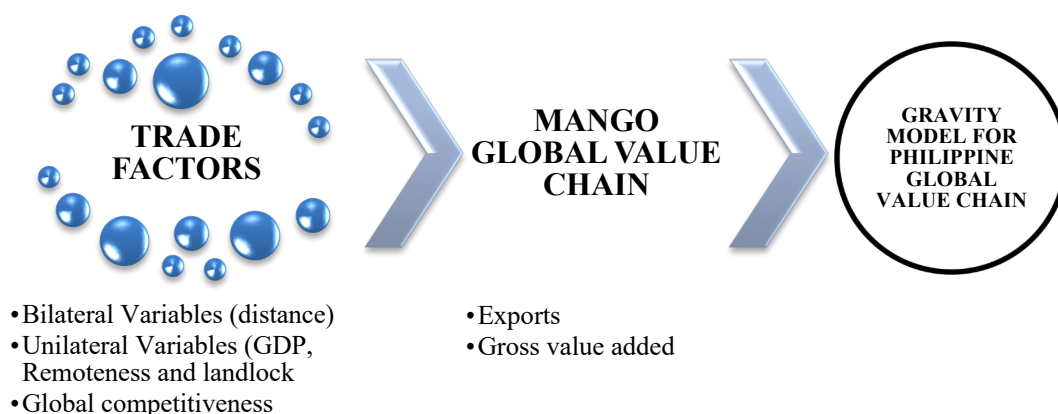 TRADE
FACTORS
•Bilateral Variables (distance)
•Unilateral Variables (GDP,
Remoteness and landlock
•Global competitiveness
MANGO
GLOBAL VALUE
CHAIN
•Exports
•Gross value added
GRAVITY
MODEL FOR
PHILIPPINE
GLOBAL
VALUE CHAIN